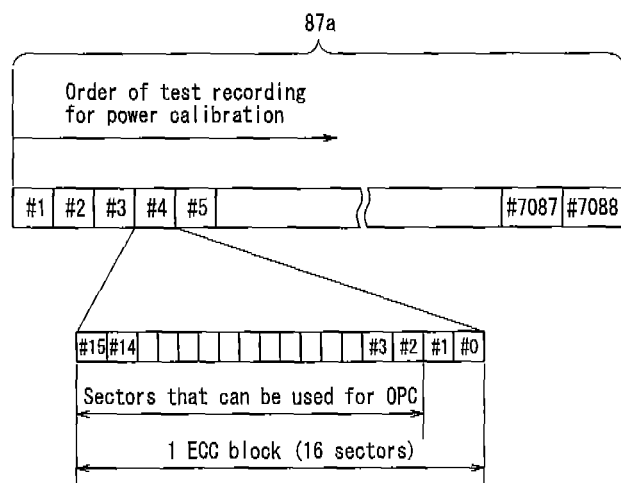 87a
Order of test recording
for power calibration
#1 #2 #3 #4 #5 #7087 #7088
#15 #14 #3 #2 #1 #0
Sectors that can be used for OPC
1 ECC block (16 sectors)